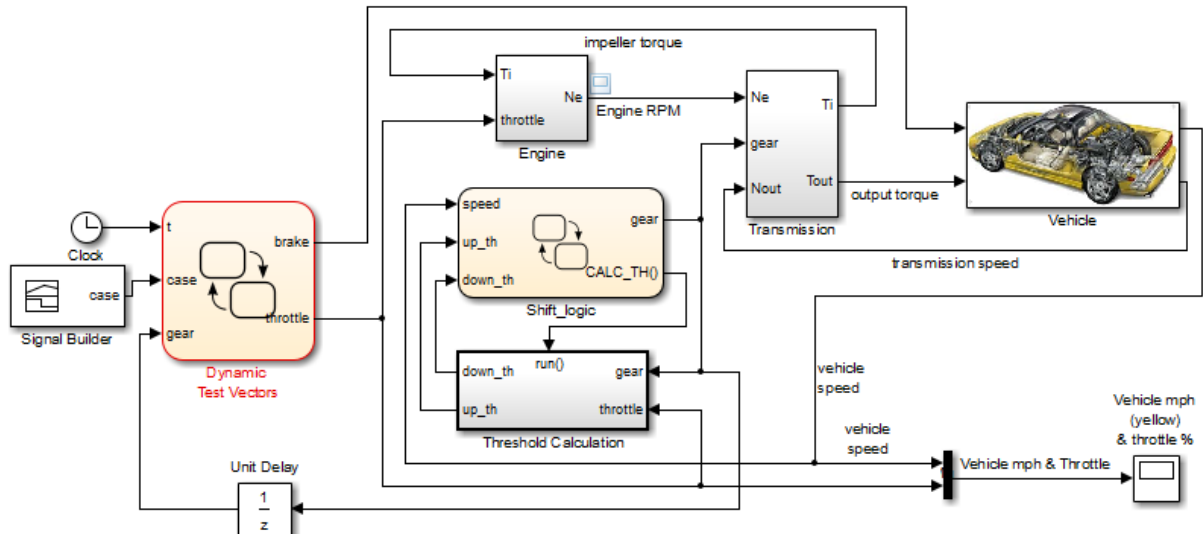 impeller torque
Ti
Ne
throttle
Engine
Engine RPM
Ne
Ti
gear
Nout
Tout
Transmission
output torque
Vehicle
transmission speed
t
brake
Clock
case
case
throttle
gear
Signal Builder
Dynamic
Test Vectors
speed
gear
up_th
CALC_TH()
down_th
Shift_logic
run()
down_th
gear
up_th
throttle
Threshold Calculation
vehicle
speed
vehicle
speed
Vehicle mph
(yellow)
& throttle %
Vehicle mph & Throttle
Unit Delay
1
z